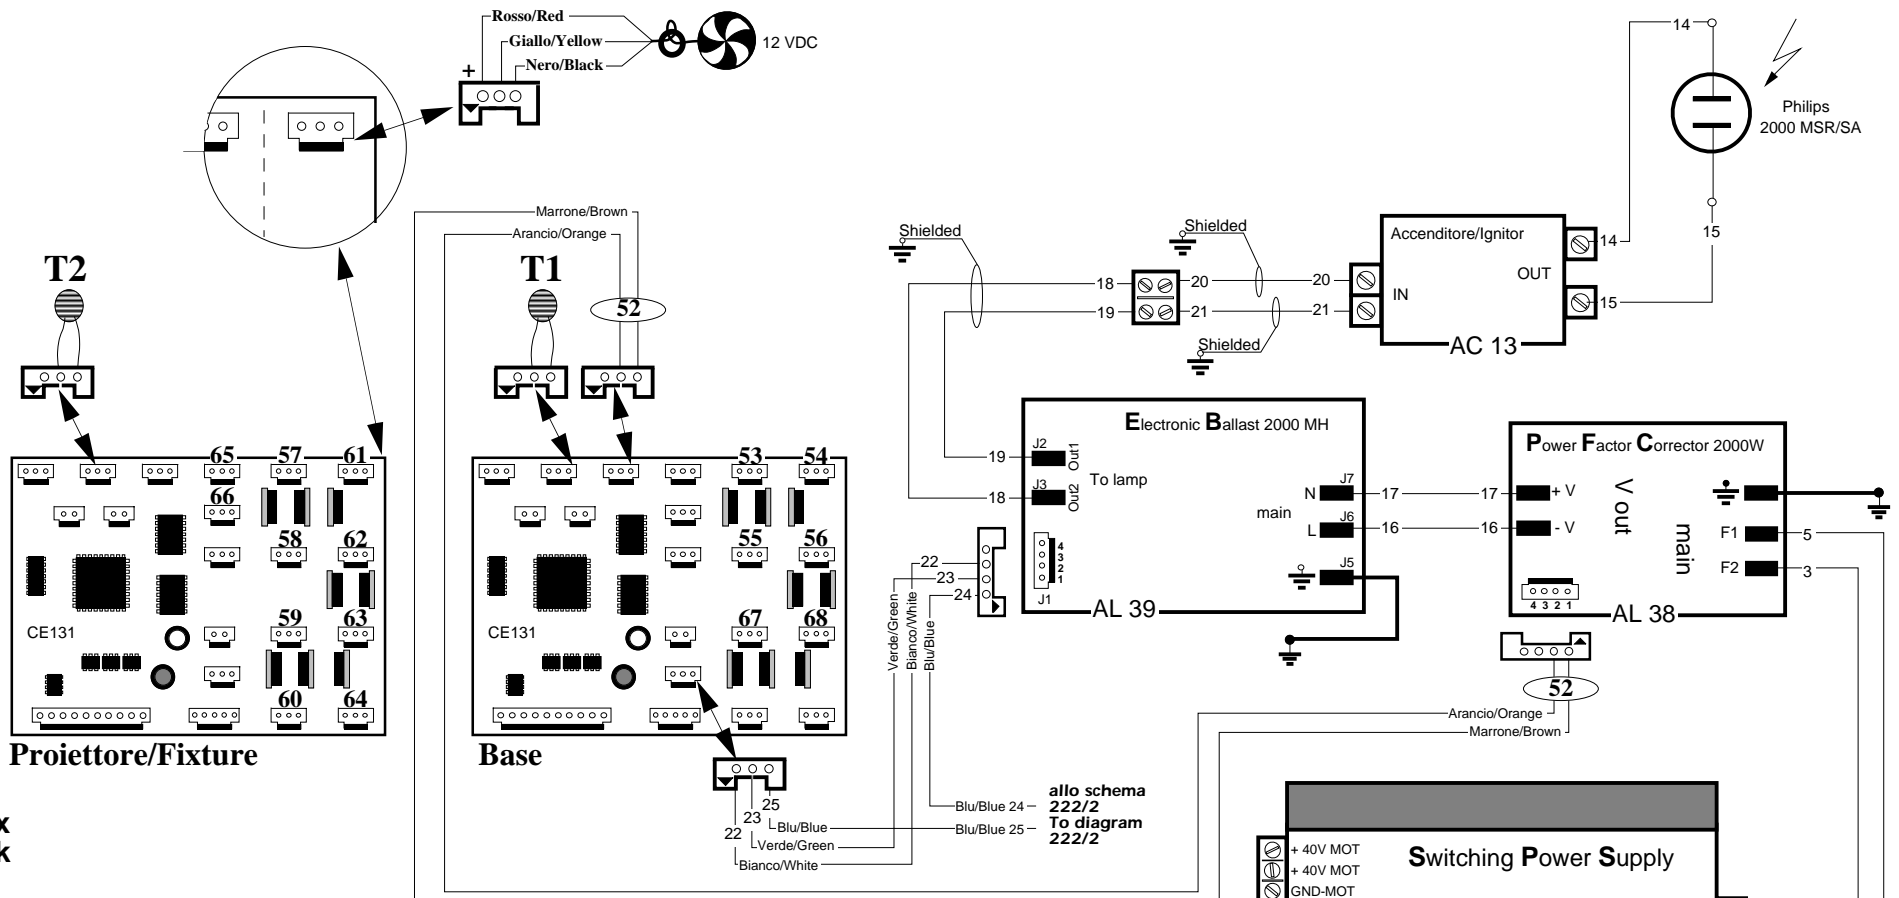 Rosso/Red
Giallo/Yellow
Nero/Black
+
12 VDC
14
Philips
2000 MSR/SA
15
Marrone/Brown
Arancio/Orange
52
T2
T1
Shielded
Shielded
Shielded
18
19
20
21
20
21
Accenditore/Ignitor
IN
OUT
14
15
AC 13
65
57
61
66
58
62
59
63
60
64
CE131
Proiettore/Fixture
53
54
55
56
67
68
CE131
Base
Electronic Ballast 2000 MH
19
18
J2
J3
Out1
Out2
To lamp
J7
N
main
J6
L
J5
4
3
2
1
J1
AL 39
17
17
16
16
Power Factor Corrector 2000W
+ V
- V
V out
main
F1
F2
5
3
4 3 2 1
AL 38
22
23
24
Verde/Green
Bianco/White
Blu/Blue
52
Arancio/Orange
Marrone/Brown
22
23
25
Blu/Blue
Verde/Green
Bianco/White
Blu/Blue 24
Blu/Blue 25
allo schema
222/2
To diagram
222/2
x
k
Switching Power Supply
+ 40V MOT
+ 40V MOT
GND-MOT